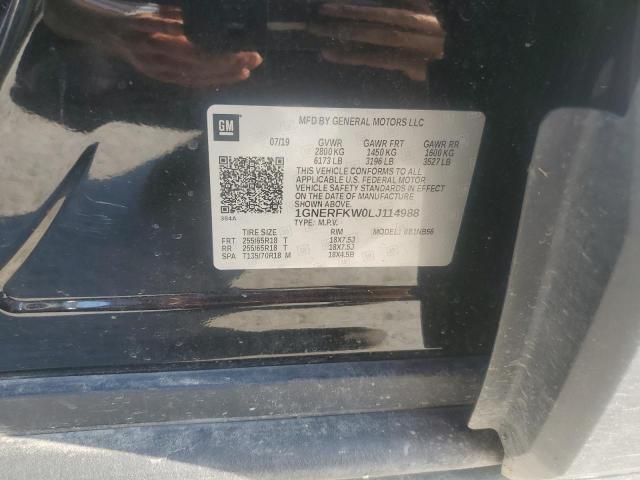 GM
MFD BY GENERAL MOTORS LLC
07/19 GVWR GAWR FRT GAWR RR
2800 KG 1450 KG 1600 KG
6173 LB 3196 LB 3527 LB
THIS VEHICLE CONFORMS TO ALL
APPLICABLE U.S. FEDERAL MOTOR
VEHICLE SAFETY STANDARDS IN EFFECT
ON THE DATE OF MANUFACTURE
SHOWN ABOVE.
1GNERFKW0LJ114988
TYPE: M.P.V.
TIRE SIZE RIM MODEL:
FRT 255/65R18 T 18X7.5J
RR 255/65R18 T 18X7.5J
SPA T135/70R18 M 18X4.5B